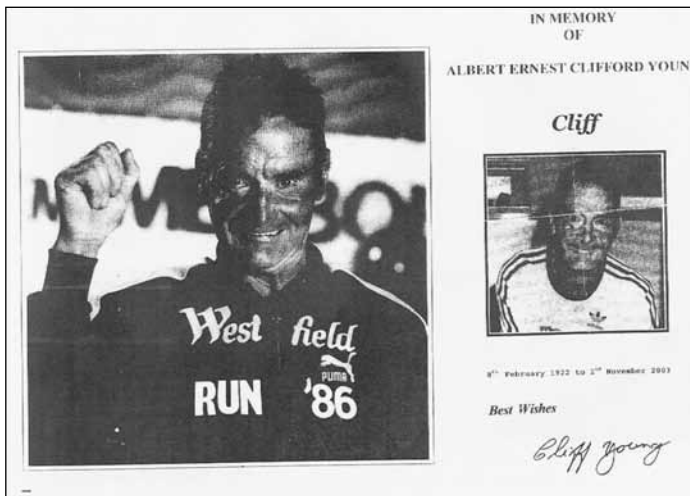 West field
PUMA
RUN '86
IN MEMORY
OF
ALBERT ERNEST CLIFFORD YOUN
Cliff
8th February 1922 to 2nd November 2003
Best Wishes
Cliff Young